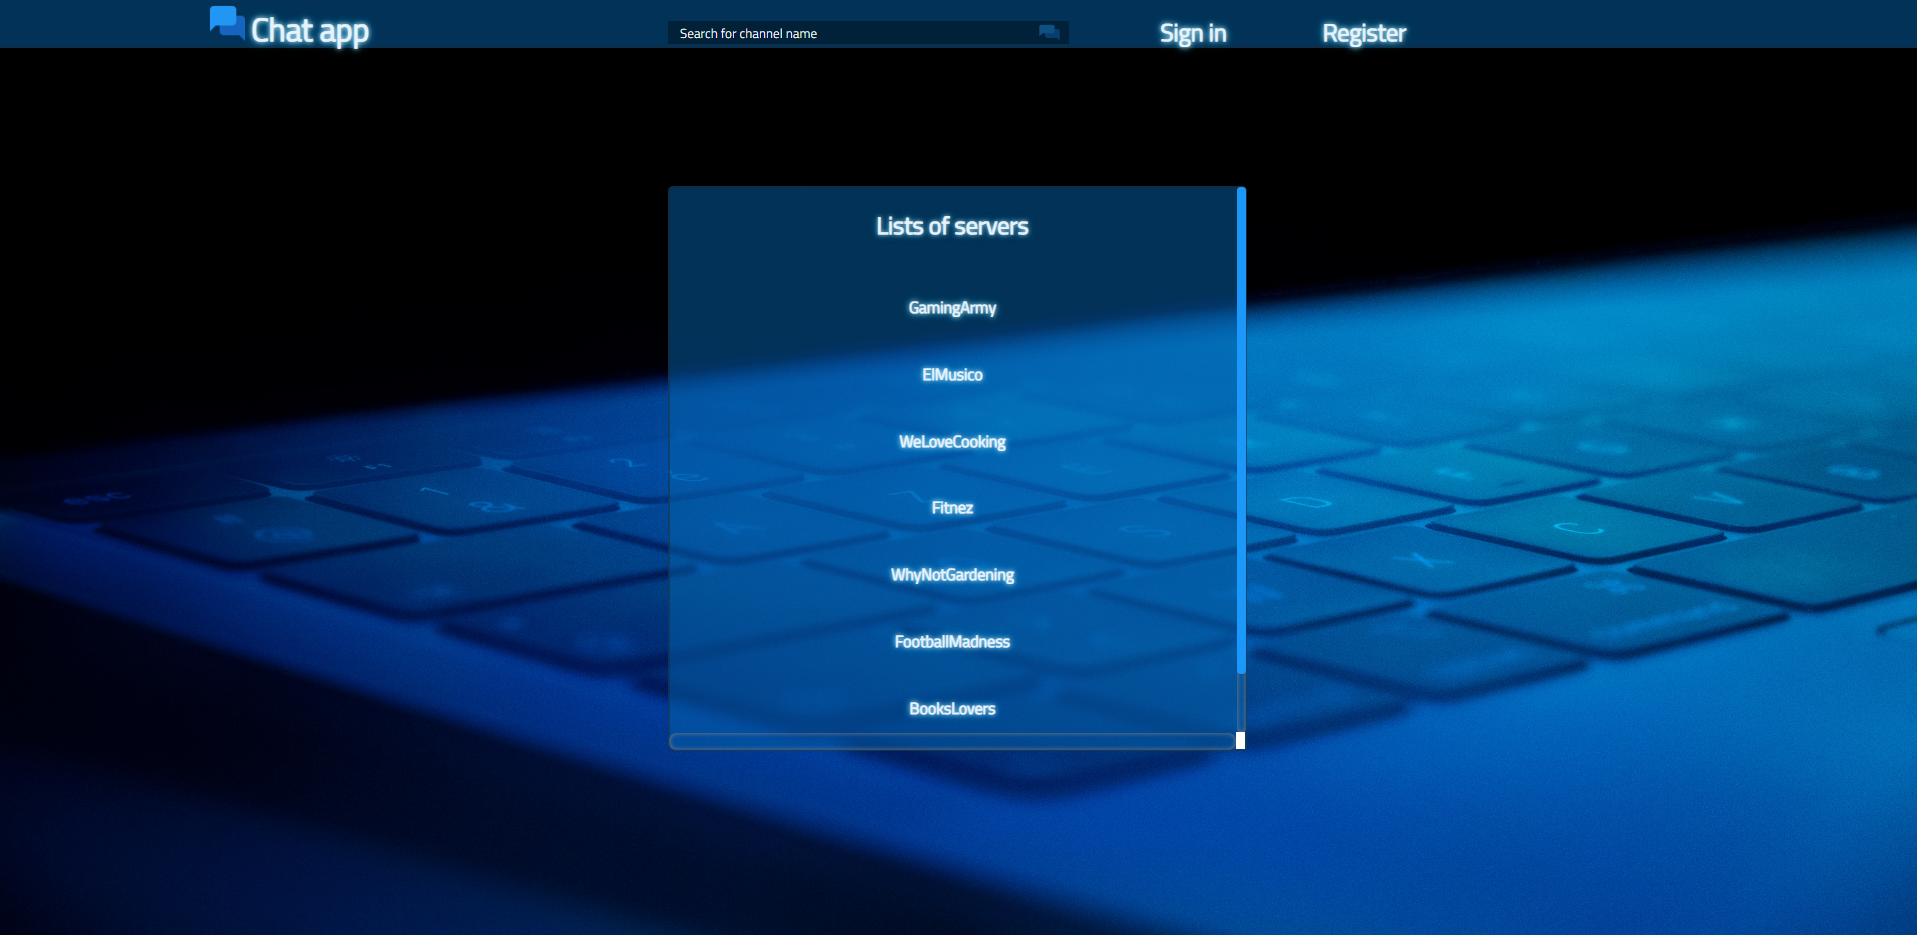 Chat app
Search for channel name
Sign in
Register
Lists of servers
GamingArmy
ElMusico
WeLoveCooking
Fitnez
WhyNotGardening
FootballMadness
BooksLovers